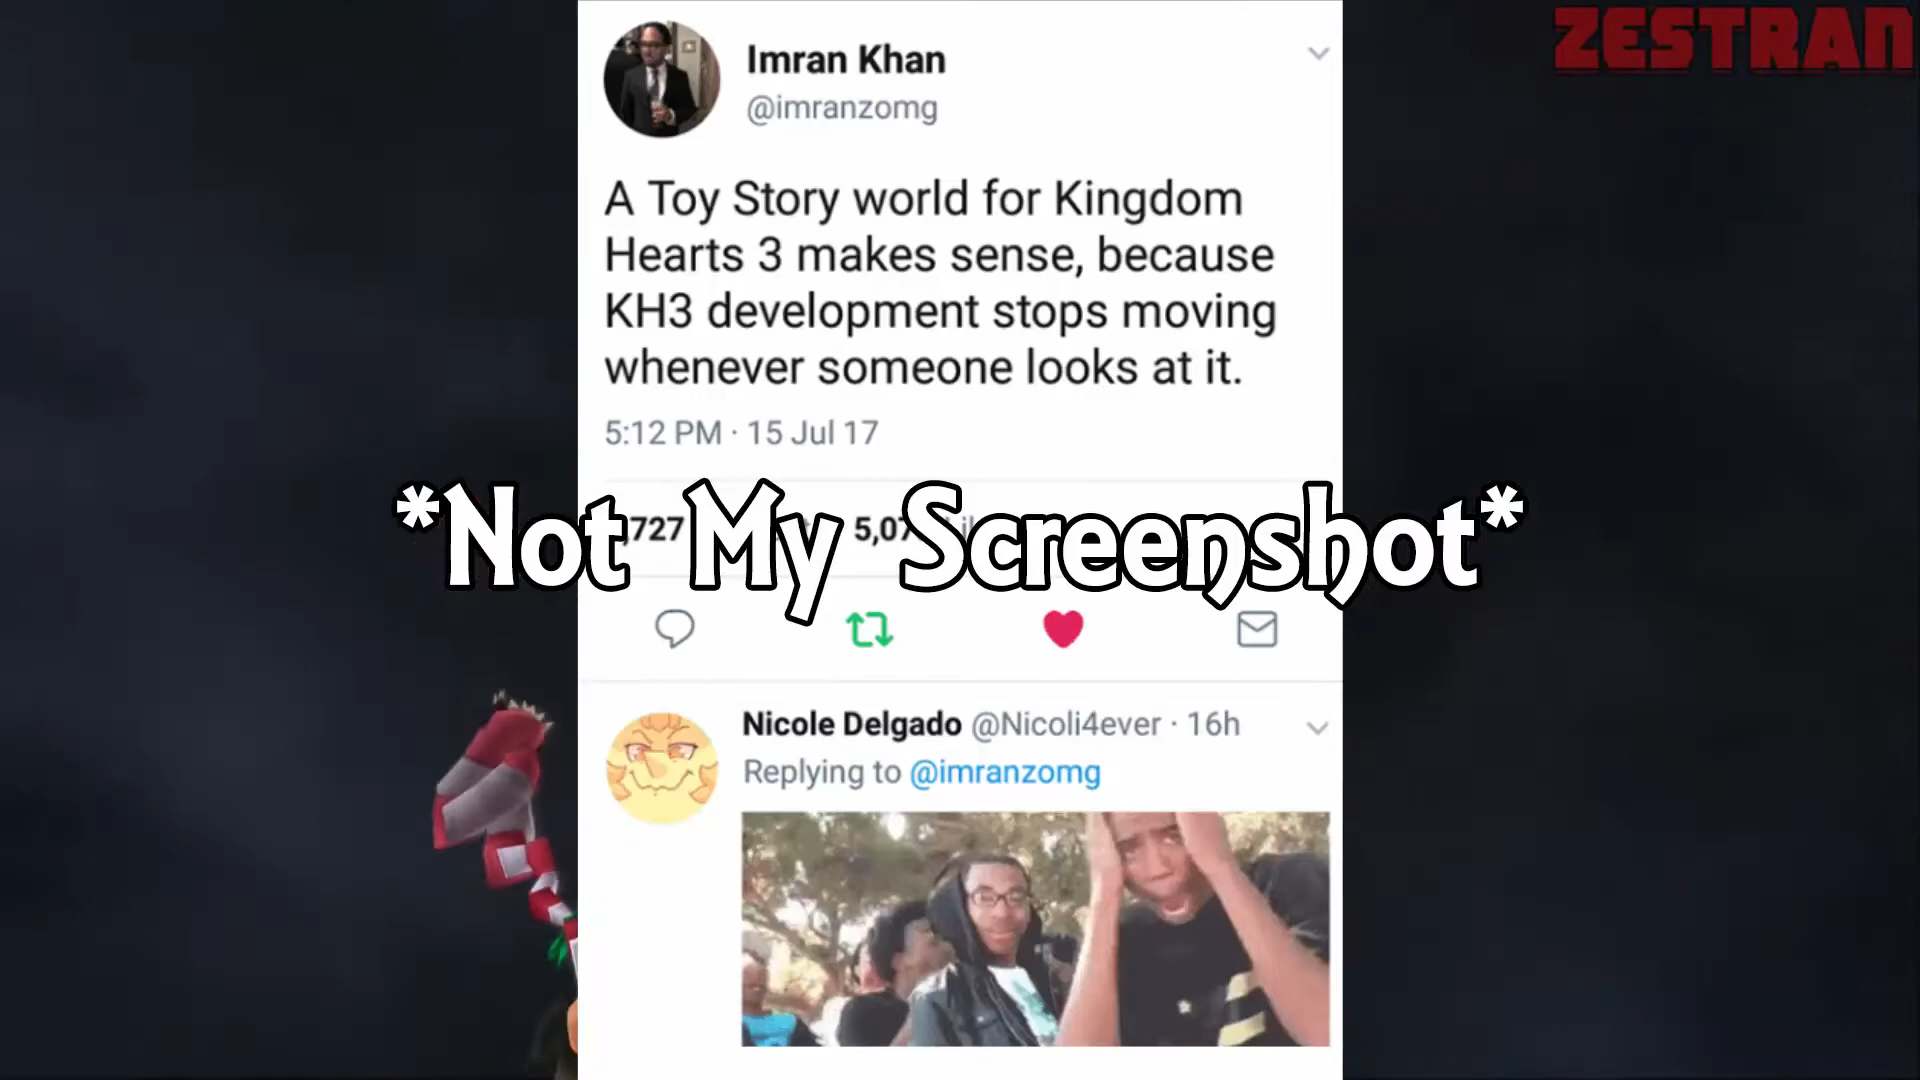 ZESTRAN
Imran Khan
@imranzomg
A Toy Story world for Kingdom
Hearts 3 makes sense, because
KH3 development stops moving
whenever someone looks at it.
5:12 PM · 15 Jul 17
*Not My Screenshot*
Nicole Delgado @Nicoli4ever · 16h
Replying to @imranzomg